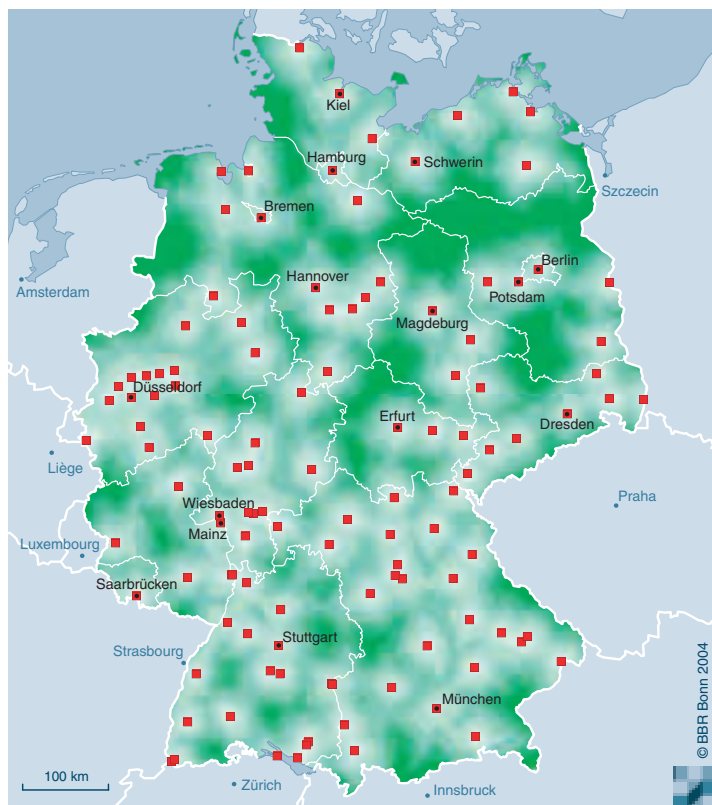 Kiel
Hamburg
Schwerin
Szczecin
Bremen
Amsterdam
Hannover
Berlin
Potsdam
Magdeburg
Düsseldorf
Erfurt
Dresden
Liège
Praha
Wiesbaden
Mainz
Luxembourg
Saarbrücken
Strasbourg
Stuttgart
München
100 km
Zürich
Innsbruck
© BBR Bonn 2004